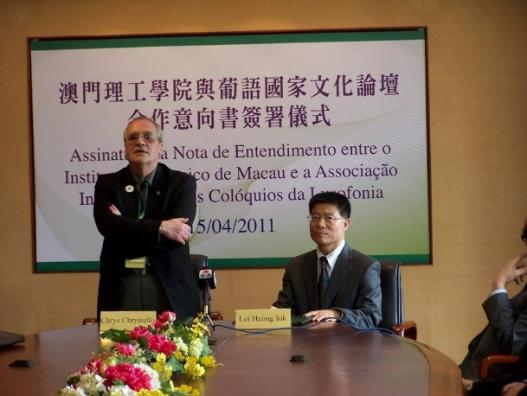 澳門理工學院與葡語國家文化論壇
合作意向書簽署儀式
Nota de Entendimento entre o
de Macau e a Associação
Colóquios da
5/04/2011
Chrys
Lei Heong Iok